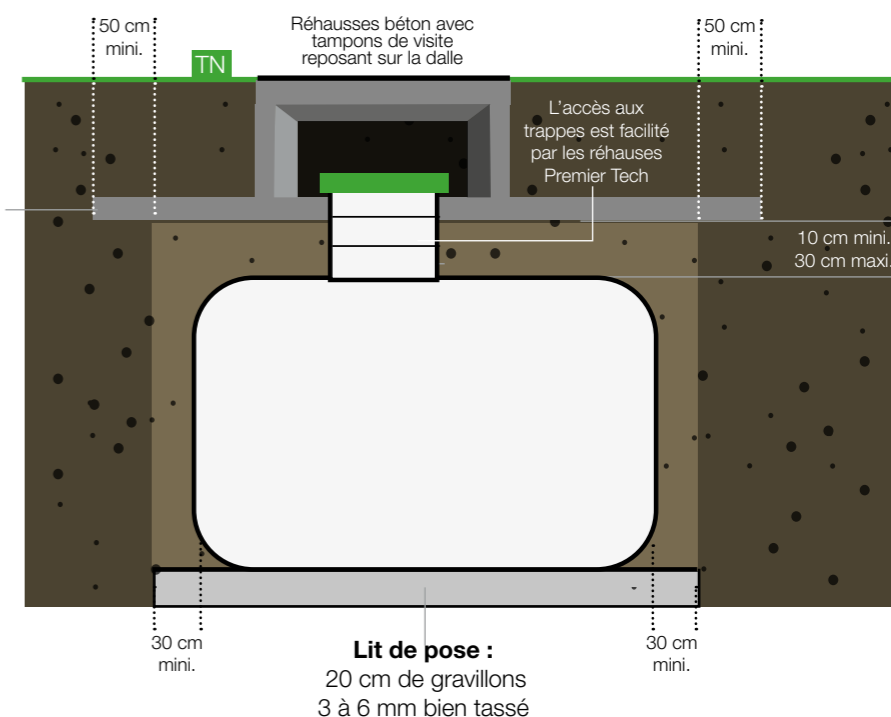 50 cm
mini.
Réhausses béton avec
tampons de visite
reposant sur la dalle
50 cm
mini.
TN
L'accès aux
trappes est facilité
par les réhauses
Premier Tech
10 cm mini.
30 cm maxi.
30 cm
mini.
Lit de pose :
20 cm de gravillons
3 à 6 mm bien tassé
30 cm
mini.